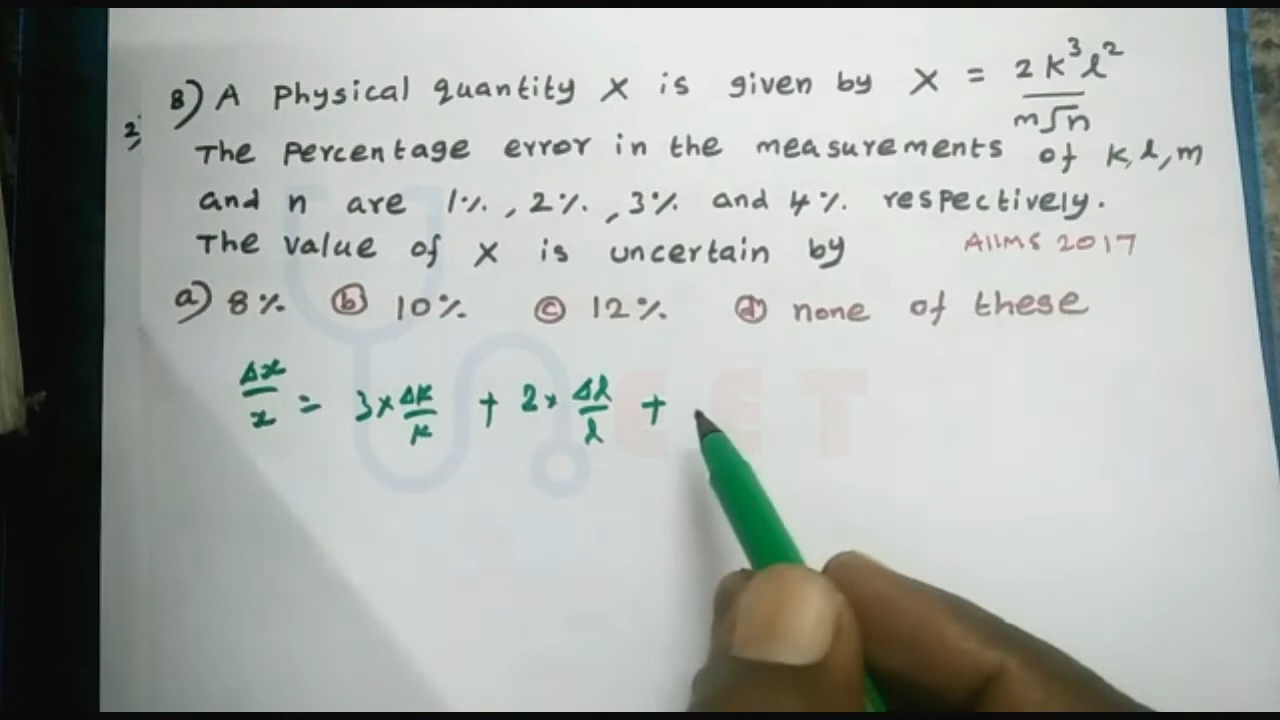 8) A Physical quantity X is given by X = 2k³l² / m√n
2,
The percentage error in the measurements of k, l, m
and n are 1%, 2%, 3% and 4% respectively.
The value of X is uncertain by AIIMS 2017
a) 8% ⓑ 10% ⓒ 12% ⓓ none of these
Δx/x = 3 × ΔK/K + 2 × Δl/l +